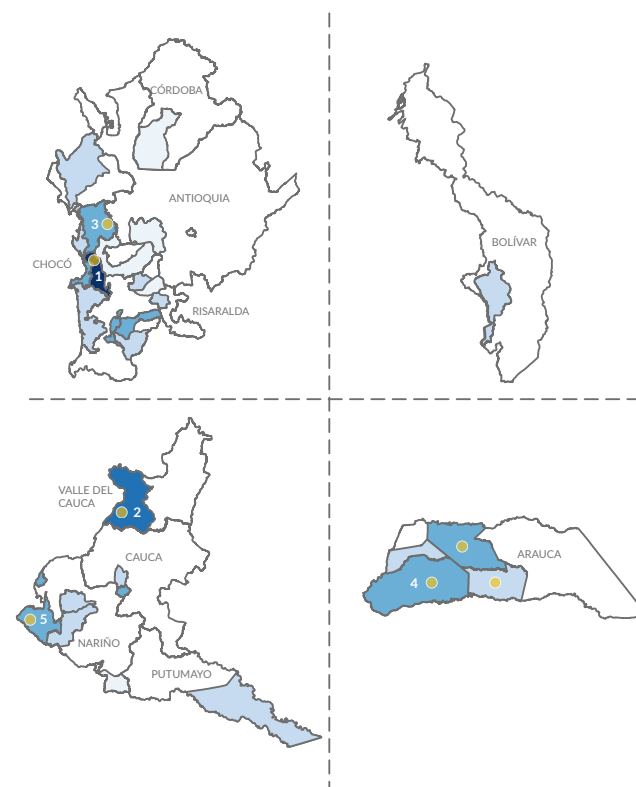 CÓRDOBA
ANTIOQUIA
3
CHOCÓ
1
RISARALDA
BOLÍVAR
VALLE DEL
CAUCA
2
CAUCA
5
NARIÑO
PUTUMAYO
ARAUCA
4